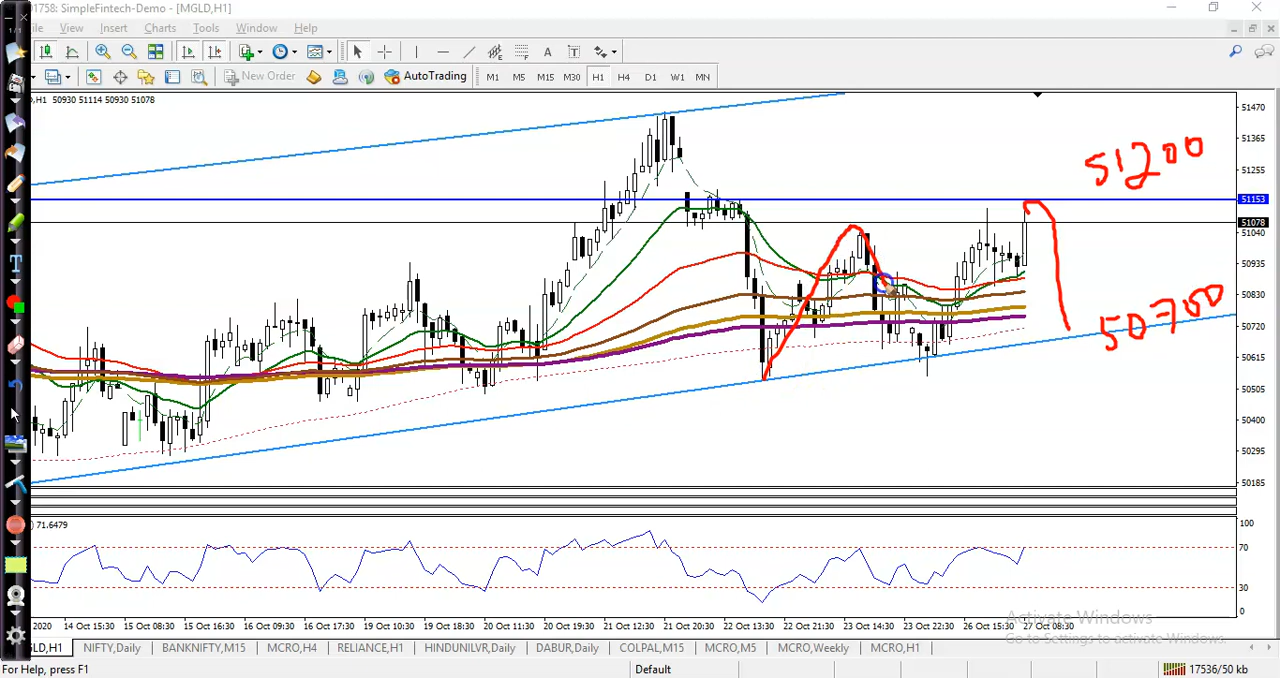 01758: SimpleFintech-Demo - [MGLD,H1]
1/1
ile View Insert Charts Tools Window Help
New Order AutoTrading M1 M5 M15 M30 H1 H4 D1 W1 MN
,H1 50930 51114 50930 51078
51470
51365
51255
51153
51078
51040
50935
50830
50720
50615
50505
50400
50295
50185
51200
50700
71.6479
100
70
30
0
2020 14 Oct 15:30 15 Oct 08:30 15 Oct 16:30 16 Oct 09:30 16 Oct 17:30 19 Oct 10:30 19 Oct 18:30 20 Oct 11:30 20 Oct 19:30 21 Oct 12:30 21 Oct 20:30 22 Oct 13:30 22 Oct 21:30 23 Oct 14:30 23 Oct 22:30 26 Oct 15:30 27 Oct 08:30
Activate Windows
Go to Settings to activate Windows.
GLD,H1 NIFTY,Daily BANKNIFTY,M15 MCRO,H4 RELIANCE,H1 HINDUNILVR,Daily DABUR,Daily COLPAL,M15 MCRO,M5 MCRO,Weekly MCRO,H1
For Help, press F1 Default 17536/50 kb